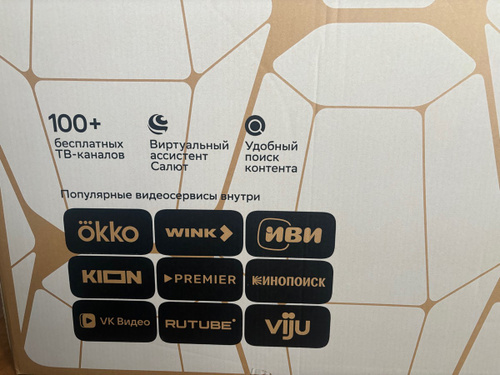 100+
бесплатных
ТВ-каналов
Виртуальный
ассистент
Салют
Удобный
поиск
контента
Популярные видеосервисы внутри
ökko
WINK
иви
KION
PREMIER
КИНОПОИСК
VK Видео
RUTUBE
viju